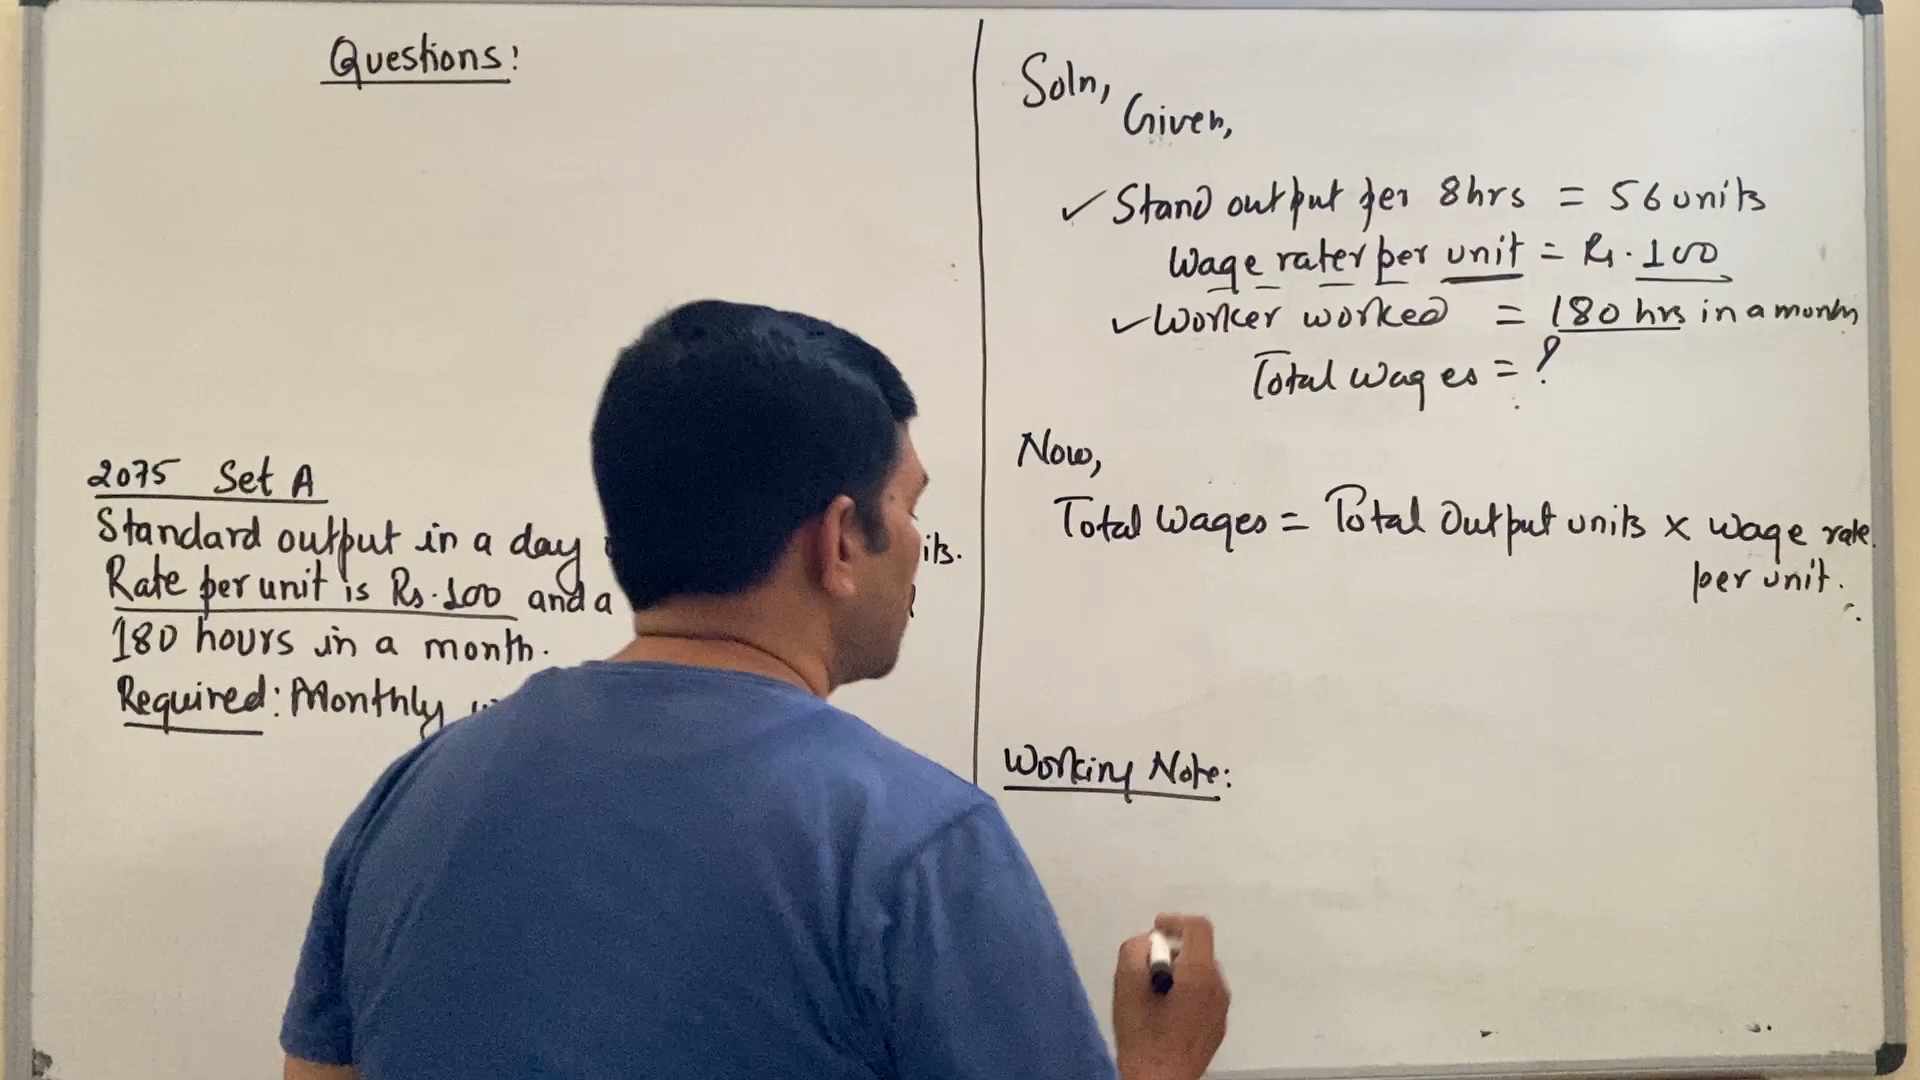 Questions:
2075 Set A
Standard output in a day
Rate per unit is Rs. 100 and a
180 hours in a month.
Required: Monthly
Soln,
Given,
✓ Stand output per 8hrs = 56 units
Wage rater per unit = Rs. 100
✓ Worker worked = 180 hrs in a month
Total Wages = ?
Now,
Total Wages = Total Output units × wage rate
per unit.
Working Note: